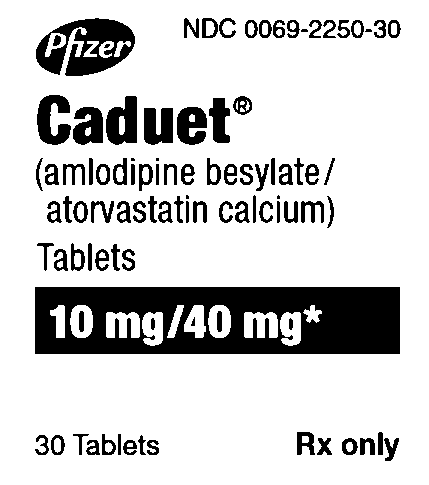 Pfizer
NDC 0069-2250-30
Caduet®
(amlodipine besylate/
atorvastatin calcium)
Tablets
10 mg/40 mg*
30 Tablets
Rx only